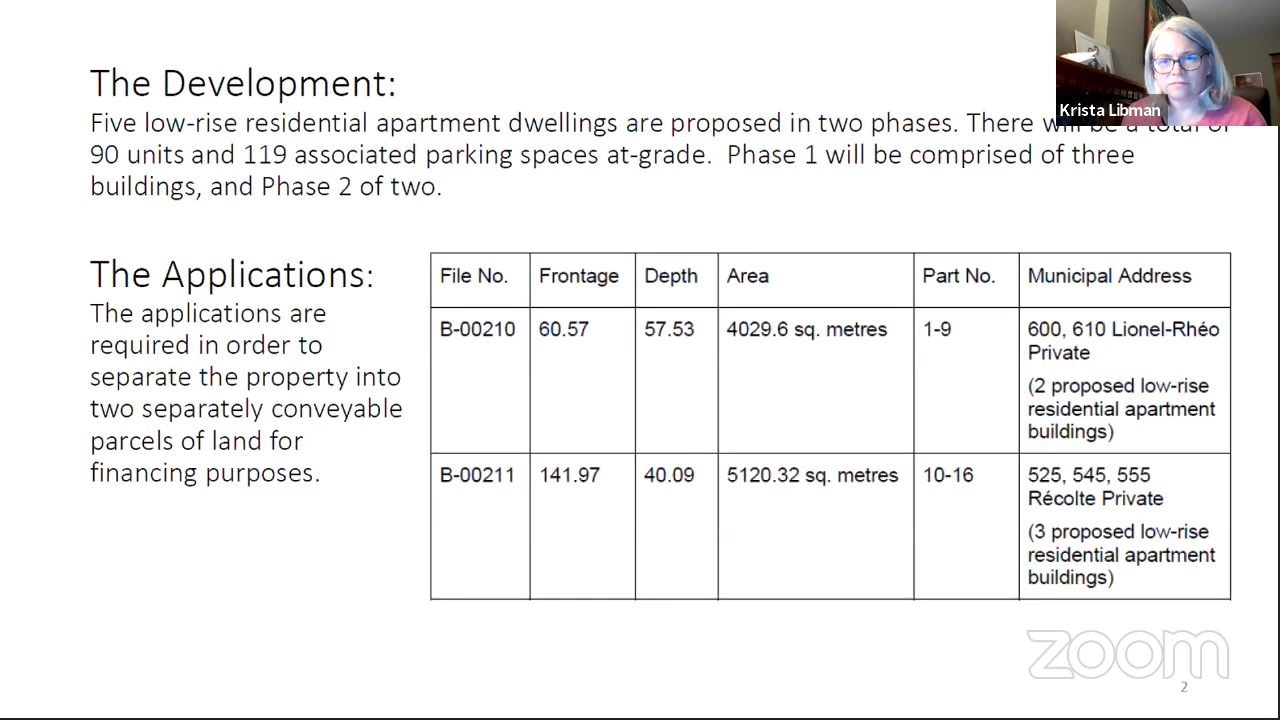 The Development:
Five low-rise residential apartment dwellings are proposed in two phases. There will be a total of
90 units and 119 associated parking spaces at-grade. Phase 1 will be comprised of three
buildings, and Phase 2 of two.
Krista Libman
The Applications:
The applications are
required in order to
separate the property into
two separately conveyable
parcels of land for
financing purposes.
File No. Frontage Depth Area Part No. Municipal Address
B-00210 60.57 57.53 4029.6 sq. metres 1-9 600, 610 Lionel-Rhéo
Private
(2 proposed low-rise
residential apartment
buildings)
B-00211 141.97 40.09 5120.32 sq. metres 10-16 525, 545, 555
Récolte Private
(3 proposed low-rise
residential apartment
buildings)
zoom
2